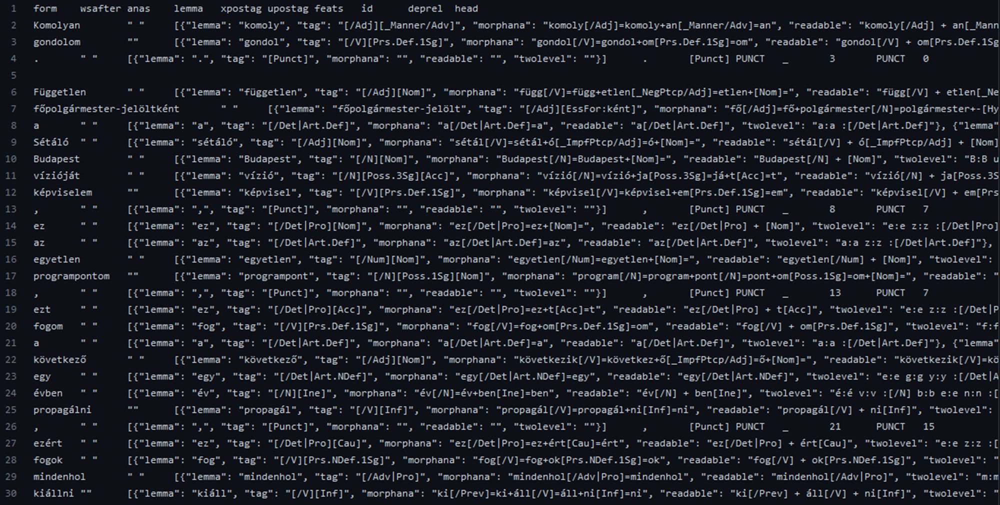 1 form wsafter anas lemma xpostag upostag feats id deprel head
2 Komolyan " " [{"lemma": "komoly", "tag": "[/Adj][_Manner/Adv]", "morphana": "komoly[/Adj]=komoly+an[_Manner/Adv]=an", "readable": "komoly[/Adj] + an[_Mann
3 gondolom "" [{"lemma": "gondol", "tag": "[/V][Prs.Def.1Sg]", "morphana": "gondol[/V]=gondol+om[Prs.Def.1Sg]=om", "readable": "gondol[/V] + om[Prs.Def.1Sg
4 . " " [{"lemma": ".", "tag": "[Punct]", "morphana": "", "readable": "", "twolevel": ""}] . [Punct] PUNCT _ 3 PUNCT 0
5
6 Független " " [{"lemma": "független", "tag": "[/Adj][Nom]", "morphana": "függ[/V]=függ+etlen[_NegPtcp/Adj]=etlen+[Nom]=", "readable": "függ[/V] + etlen[_Ne
7 főpolgármester-jelöltként " " [{"lemma": "főpolgármester-jelölt", "tag": "[/Adj][EssFor:ként]", "morphana": "fő[/Adj]=fő+polgármester[/N]=polgármester+-[Hy
8 a " " [{"lemma": "a", "tag": "[/Det|Art.Def]", "morphana": "a[/Det|Art.Def]=a", "readable": "a[/Det|Art.Def]", "twolevel": "a:a :[/Det|Art.Def]"}, {"lemma"
9 Sétáló " " [{"lemma": "sétáló", "tag": "[/Adj][Nom]", "morphana": "sétál[/V]=sétál+ó[_ImpfPtcp/Adj]=ó+[Nom]=", "readable": "sétál[/V] + ó[_ImpfPtcp/Adj] + [Nom]
10 Budapest " " [{"lemma": "Budapest", "tag": "[/N][Nom]", "morphana": "Budapest[/N]=Budapest+[Nom]=", "readable": "Budapest[/N] + [Nom]", "twolevel": "B:B u
11 vízióját " " [{"lemma": "vízió", "tag": "[/N][Poss.3Sg][Acc]", "morphana": "vízió[/N]=vízió+ja[Poss.3Sg]=já+t[Acc]=t", "readable": "vízió[/N] + ja[Poss.3S
12 képviselem "" [{"lemma": "képvisel", "tag": "[/V][Prs.Def.1Sg]", "morphana": "képvisel[/V]=képvisel+em[Prs.Def.1Sg]=em", "readable": "képvisel[/V] + em[Prs
13 , " " [{"lemma": ",", "tag": "[Punct]", "morphana": "", "readable": "", "twolevel": ""}] , [Punct] PUNCT _ 8 PUNCT 7
14 ez " " [{"lemma": "ez", "tag": "[/Det|Pro][Nom]", "morphana": "ez[/Det|Pro]=ez+[Nom]=", "readable": "ez[/Det|Pro] + [Nom]", "twolevel": "e:e z:z :[/Det|Pro]
15 az " " [{"lemma": "az", "tag": "[/Det|Art.Def]", "morphana": "az[/Det|Art.Def]=az", "readable": "az[/Det|Art.Def]", "twolevel": "a:a z:z :[/Det|Art.Def]"},
16 egyetlen " " [{"lemma": "egyetlen", "tag": "[/Num][Nom]", "morphana": "egyetlen[/Num]=egyetlen+[Nom]=", "readable": "egyetlen[/Num] + [Nom]", "twolevel":
17 programpontom "" [{"lemma": "programpont", "tag": "[/N][Poss.1Sg][Nom]", "morphana": "program[/N]=program+pont[/N]=pont+om[Poss.1Sg]=om+[Nom]=", "readable": "
18 , " " [{"lemma": ",", "tag": "[Punct]", "morphana": "", "readable": "", "twolevel": ""}] , [Punct] PUNCT _ 13 PUNCT 7
19 ezt " " [{"lemma": "ez", "tag": "[/Det|Pro][Acc]", "morphana": "ez[/Det|Pro]=ez+t[Acc]=t", "readable": "ez[/Det|Pro] + t[Acc]", "twolevel": "e:e z:z :[/Det|P
20 fogom " " [{"lemma": "fog", "tag": "[/V][Prs.Def.1Sg]", "morphana": "fog[/V]=fog+om[Prs.Def.1Sg]=om", "readable": "fog[/V] + om[Prs.Def.1Sg]", "twolevel": "f:f
21 a " " [{"lemma": "a", "tag": "[/Det|Art.Def]", "morphana": "a[/Det|Art.Def]=a", "readable": "a[/Det|Art.Def]", "twolevel": "a:a :[/Det|Art.Def]"}, {"lemma"
22 következő " " [{"lemma": "következő", "tag": "[/Adj][Nom]", "morphana": "következik[/V]=következ+ő[_ImpfPtcp/Adj]=ő+[Nom]=", "readable": "következik[/V]=kö
23 egy " " [{"lemma": "egy", "tag": "[/Det|Art.NDef]", "morphana": "egy[/Det|Art.NDef]=egy", "readable": "egy[/Det|Art.NDef]", "twolevel": "e:e g:g y:y :[/Det|A
24 évben " " [{"lemma": "év", "tag": "[/N][Ine]", "morphana": "év[/N]=év+ben[Ine]=ben", "readable": "év[/N] + ben[Ine]", "twolevel": "é:é v:v :[/N] b:b e:e n:n :[
25 propagálni "" [{"lemma": "propagál", "tag": "[/V][Inf]", "morphana": "propagál[/V]=propagál+ni[Inf]=ni", "readable": "propagál[/V] + ni[Inf]", "twolevel":
26 , " " [{"lemma": ",", "tag": "[Punct]", "morphana": "", "readable": "", "twolevel": ""}] , [Punct] PUNCT _ 21 PUNCT 15
27 ezért " " [{"lemma": "ez", "tag": "[/Det|Pro][Cau]", "morphana": "ez[/Det|Pro]=ez+ért[Cau]=ért", "readable": "ez[/Det|Pro] + ért[Cau]", "twolevel": "e:e z:z :[
28 fogok " " [{"lemma": "fog", "tag": "[/V][Prs.NDef.1Sg]", "morphana": "fog[/V]=fog+ok[Prs.NDef.1Sg]=ok", "readable": "fog[/V] + ok[Prs.NDef.1Sg]", "twolevel": "
29 mindenhol " " [{"lemma": "mindenhol", "tag": "[/Adv|Pro]", "morphana": "mindenhol[/Adv|Pro]=mindenhol", "readable": "mindenhol[/Adv|Pro]", "twolevel": "m:m
30 kiállni "" [{"lemma": "kiáll", "tag": "[/V][Inf]", "morphana": "ki[/Prev]=ki+áll[/V]=áll+ni[Inf]=ni", "readable": "ki[/Prev] + áll[/V] + ni[Inf]", "twolevel": "